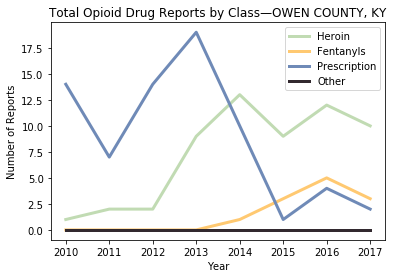 Total Opioid Drug Reports by Class—OWEN COUNTY, KY
Heroin
Fentanyls
Prescription
Other
Number of Reports
17.5
15.0
12.5
10.0
7.5
5.0
2.5
0.0
2010 2011 2012 2013 2014 2015 2016 2017
Year